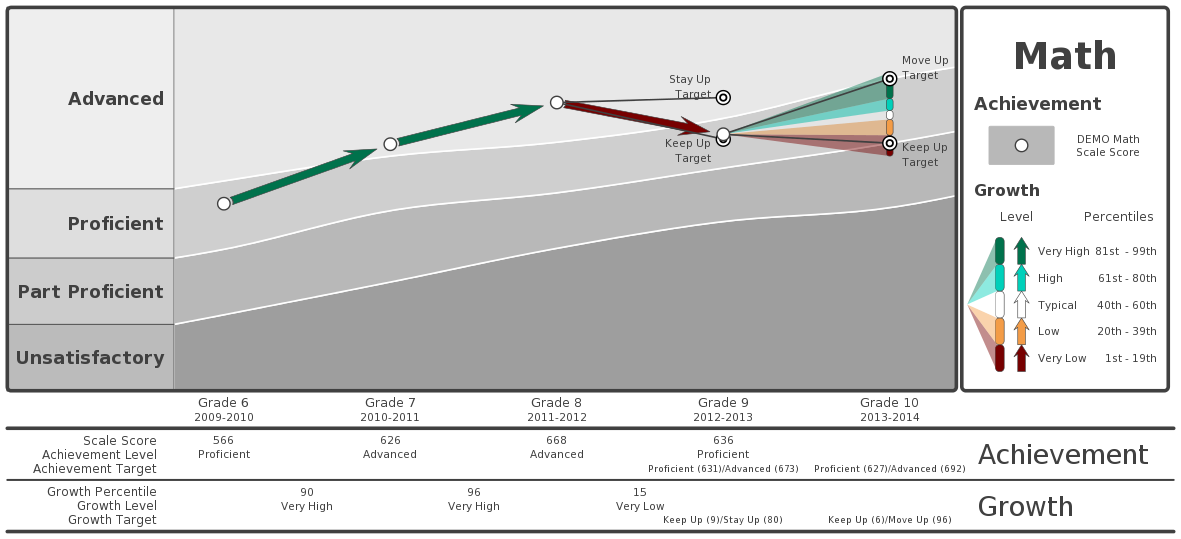 Advanced
Proficient
Part Proficient
Unsatisfactory
Stay Up
Target
Keep Up
Target
Move Up
Target
Keep Up
Target
Math
Achievement
DEMO Math
Scale Score
Growth
Level Percentiles
Very High 81st - 99th
High 61st - 80th
Typical 40th - 60th
Low 20th - 39th
Very Low 1st - 19th
Grade 6 Grade 7 Grade 8 Grade 9 Grade 10
2009-2010 2010-2011 2011-2012 2012-2013 2013-2014
Scale Score 566 626 668 636
Achievement Level Proficient Advanced Advanced Proficient
Achievement Target Proficient (631)/Advanced (673) Proficient (627)/Advanced (692)
Achievement
Growth Percentile 90 96 15
Growth Level Very High Very High Very Low
Growth Target Keep Up (9)/Stay Up (80) Keep Up (6)/Move Up (96)
Growth